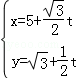 x=5+√3/2 t
y=√3+1/2 t